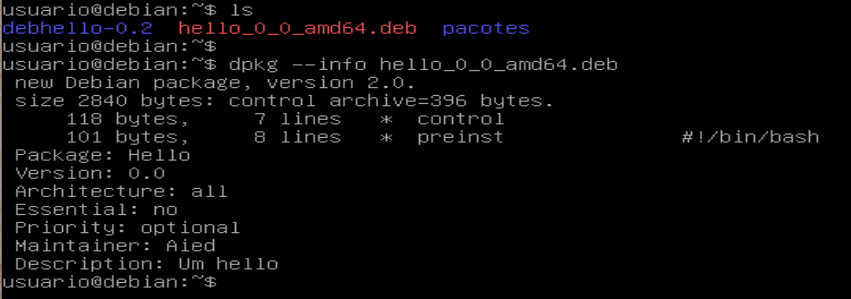 usuario@debian:~$ ls
debhello-0.2  hello_0_0_amd64.deb  pacotes
usuario@debian:~$
usuario@debian:~$ dpkg --info hello_0_0_amd64.deb
 new Debian package, version 2.0.
 size 2840 bytes: control archive=396 bytes.
     118 bytes,     7 lines   *  control
     101 bytes,     8 lines   *  preinst              #!/bin/bash
 Package: Hello
 Version: 0.0
 Architecture: all
 Essential: no
 Priority: optional
 Maintainer: Aied
 Description: Um hello
usuario@debian:~$